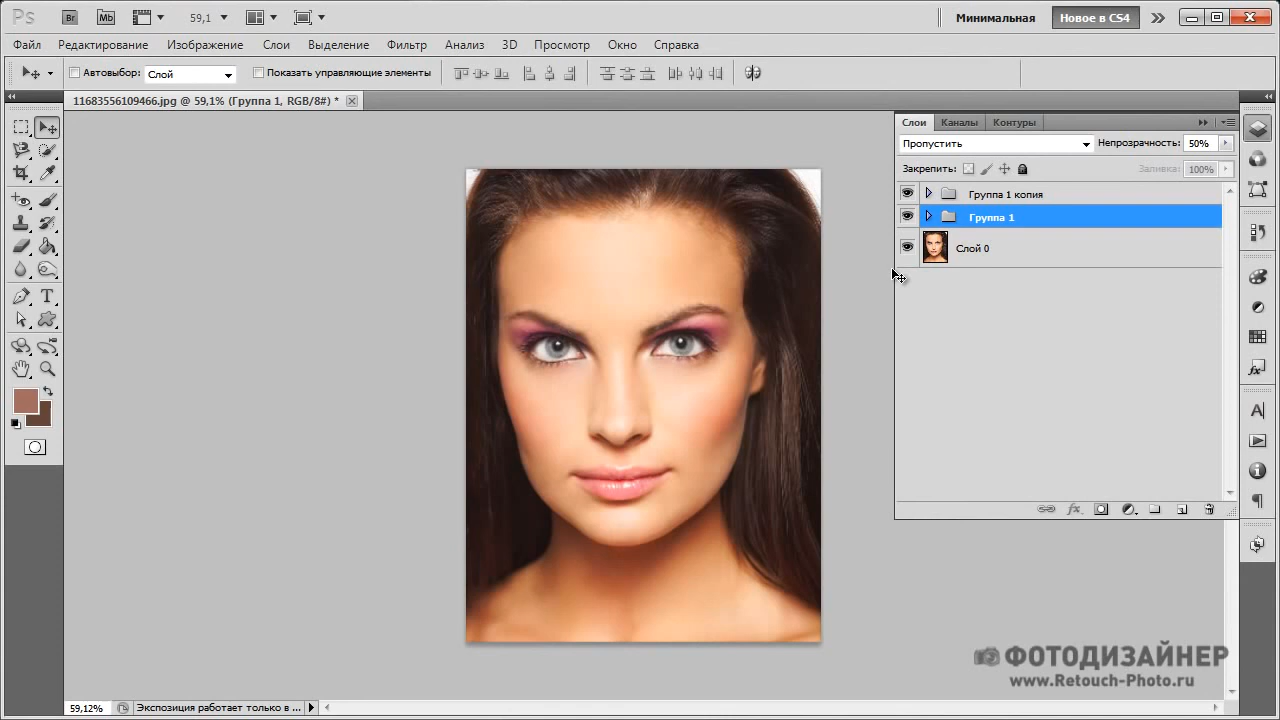 Ps
Br
Mb
59,1
Минимальная
Новое в CS4
Файл
Редактирование
Изображение
Слои
Выделение
Фильтр
Анализ
3D
Просмотр
Окно
Справка
Автовыбор:
Слой
Показать управляющие элементы
11683556109466.jpg @ 59,1% (Группа 1, RGB/8#) *
Слои
Каналы
Контуры
Пропустить
Непрозрачность: 50%
Закрепить:
Заливка: 100%
Группа 1 копия
Группа 1
Слой 0
fx
ФОТОДИЗАЙНЕР
www.Retouch-Photo.ru
59,12%
Экспозиция работает только в ...